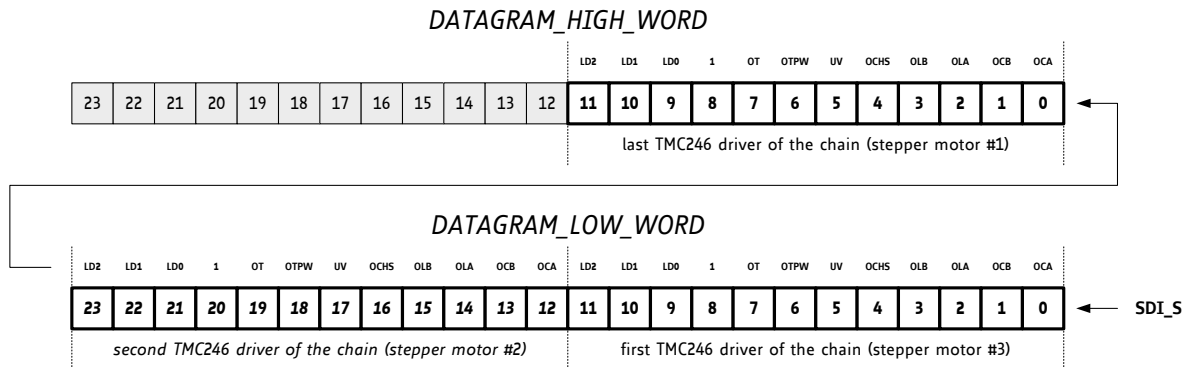 DATAGRAM_HIGH_WORD
LD2 LD1 LD0 1 OT OTPW UV OCHS OLB OLA OCB OCA
23 22 21 20 19 18 17 16 15 14 13 12 11 10 9 8 7 6 5 4 3 2 1 0
last TMC246 driver of the chain (stepper motor #1)
DATAGRAM_LOW_WORD
LD2 LD1 LD0 1 OT OTPW UV OCHS OLB OLA OCB OCA LD2 LD1 LD0 1 OT OTPW UV OCHS OLB OLA OCB OCA
23 22 21 20 19 18 17 16 15 14 13 12 11 10 9 8 7 6 5 4 3 2 1 0 SDI_S
second TMC246 driver of the chain (stepper motor #2) first TMC246 driver of the chain (stepper motor #3)